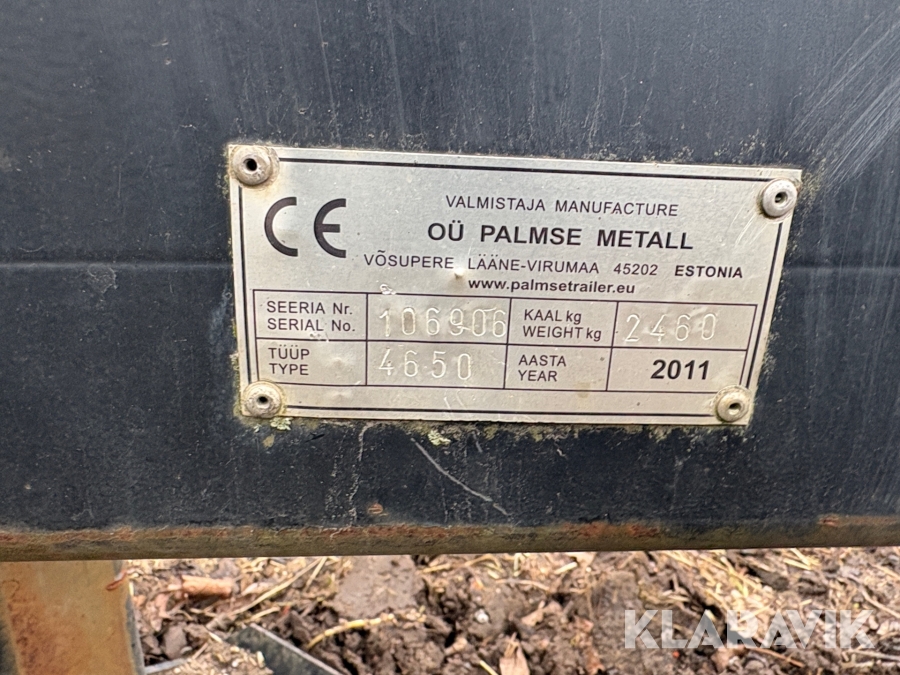 CE
VALMISTAJA MANUFACTURE
OÜ PALMSE METALL
VÕSUPERE LÄÄNE-VIRUMAA 45202 ESTONIA
www.palmsetrailer.eu
SEERIA Nr.
SERIAL No.
106906
KAAL kg
WEIGHT kg
2460
TÜÜP
TYPE
4650
AASTA
YEAR
2011
KLARAVIK